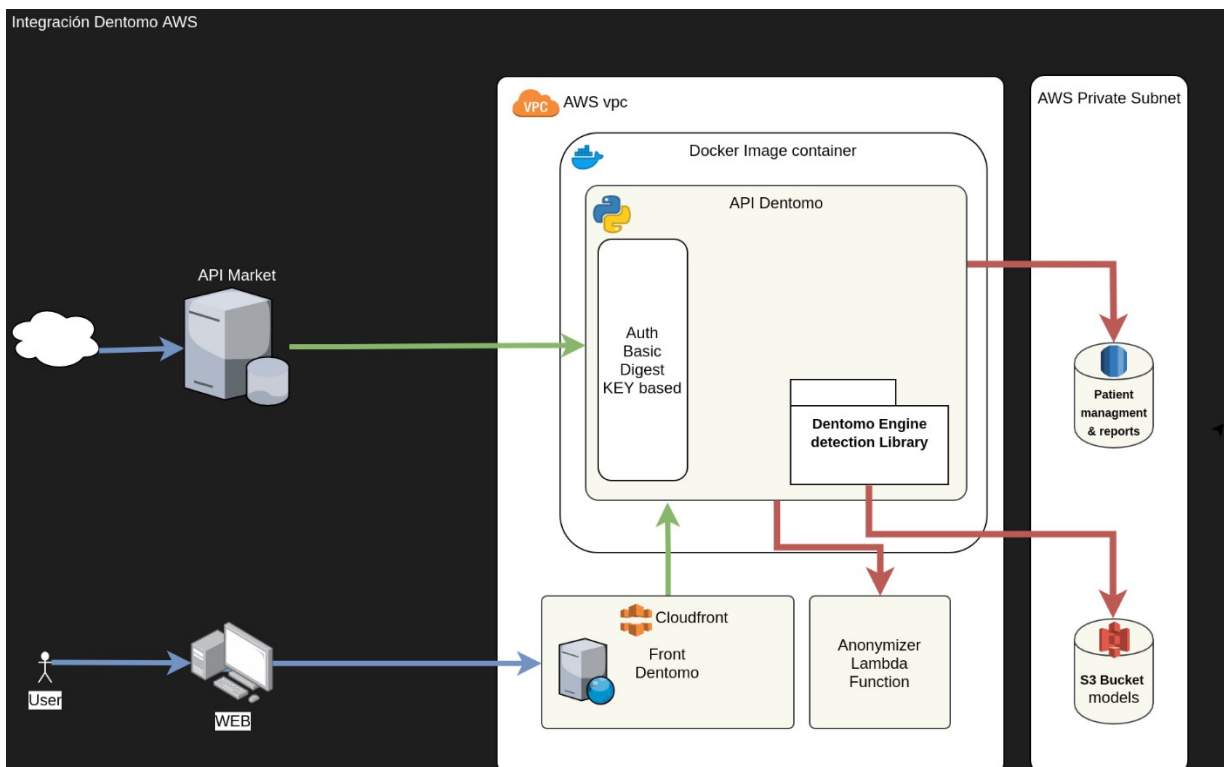 Integración Dentomo AWS
VPC
AWS vpc
AWS Private Subnet
Docker Image container
API Dentomo
API Market
Auth
Basic
Digest
KEY based
Dentomo Engine
detection Library
Patient
managment
& reports
Cloudfront
Front
Dentomo
Anonymizer
Lambda
Function
S3 Bucket
models
User
WEB